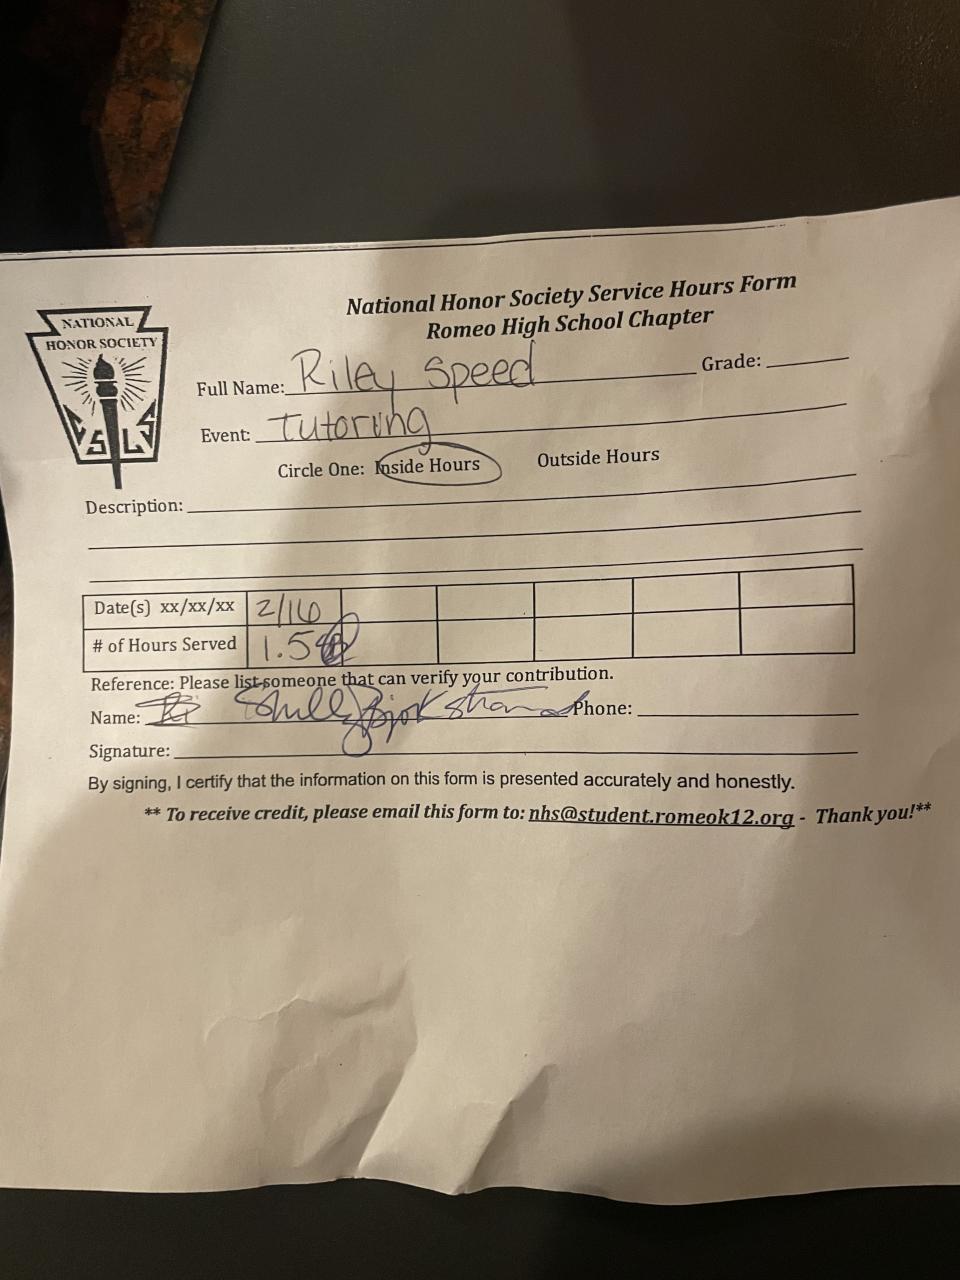 National Honor Society Service Hours Form
Romeo High School Chapter
NATIONAL
HONOR SOCIETY
C S L S
Full Name: Riley Speed Grade:
Event: Tutoring
Circle One: Inside Hours Outside Hours
Description:
Date(s) xx/xx/xx 2/16
# of Hours Served 1.5
Reference: Please list someone that can verify your contribution.
Name: Shelly Bjorkstrand Phone:
Signature:
By signing, I certify that the information on this form is presented accurately and honestly.
** To receive credit, please email this form to: nhs@student.romeok12.org - Thank you!**